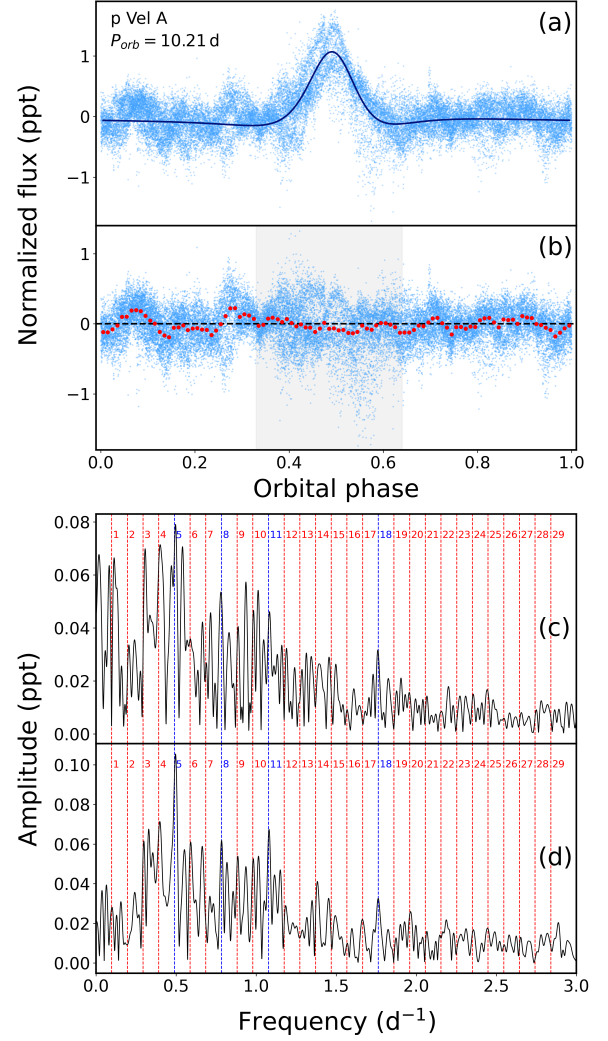 p Vel A
P_orb = 10.21 d
(a)
1
0
−1
(b)
1
0
−1
Normalized flux (ppt)
0.0 0.2 0.4 0.6 0.8 1.0
Orbital phase
0.08
1 2 3 4 5 6 7 8 9 10 11 12 13 14 15 16 17 18 19 20 21 22 23 24 25 26 27 28 29
0.06
(c)
0.04
0.02
0.00
0.10
1 2 3 4 5 6 7 8 9 10 11 12 13 14 15 16 17 18 19 20 21 22 23 24 25 26 27 28 29
0.08
0.06
(d)
0.04
0.02
0.00
Amplitude (ppt)
0.0 0.5 1.0 1.5 2.0 2.5 3.0
Frequency (d⁻¹)